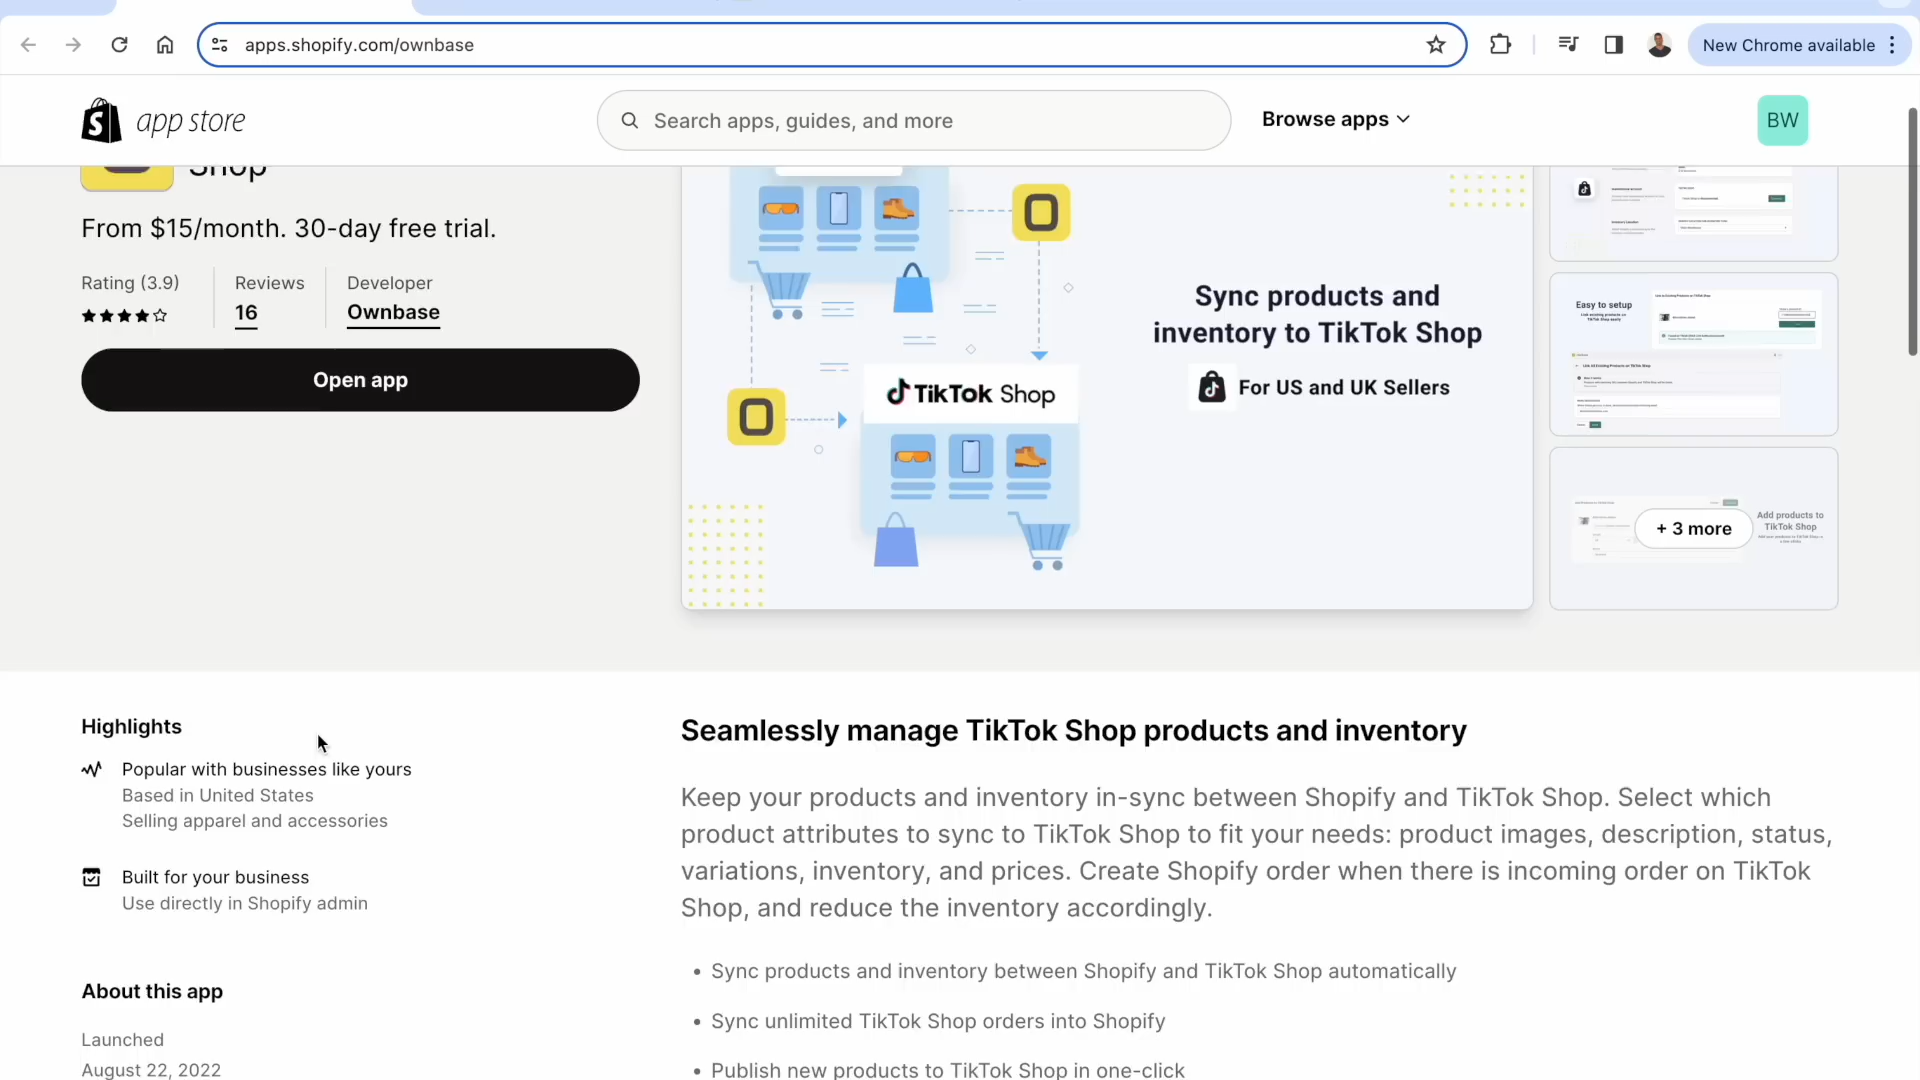 apps.shopify.com/ownbase
New Chrome available
app store
Search apps, guides, and more
Browse apps
BW
Shop
From $15/month. 30-day free trial.
Rating (3.9)
Reviews
16
Developer
Ownbase
Open app
TikTok Shop
Sync products and
inventory to TikTok Shop
For US and UK Sellers
Easy to setup
+ 3 more
Add products to
TikTok Shop
Highlights
Popular with businesses like yours
Based in United States
Selling apparel and accessories
Built for your business
Use directly in Shopify admin
About this app
Launched
August 22, 2022
Seamlessly manage TikTok Shop products and inventory
Keep your products and inventory in-sync between Shopify and TikTok Shop. Select which
product attributes to sync to TikTok Shop to fit your needs: product images, description, status,
variations, inventory, and prices. Create Shopify order when there is incoming order on TikTok
Shop, and reduce the inventory accordingly.
• Sync products and inventory between Shopify and TikTok Shop automatically
• Sync unlimited TikTok Shop orders into Shopify
• Publish new products to TikTok Shop in one-click